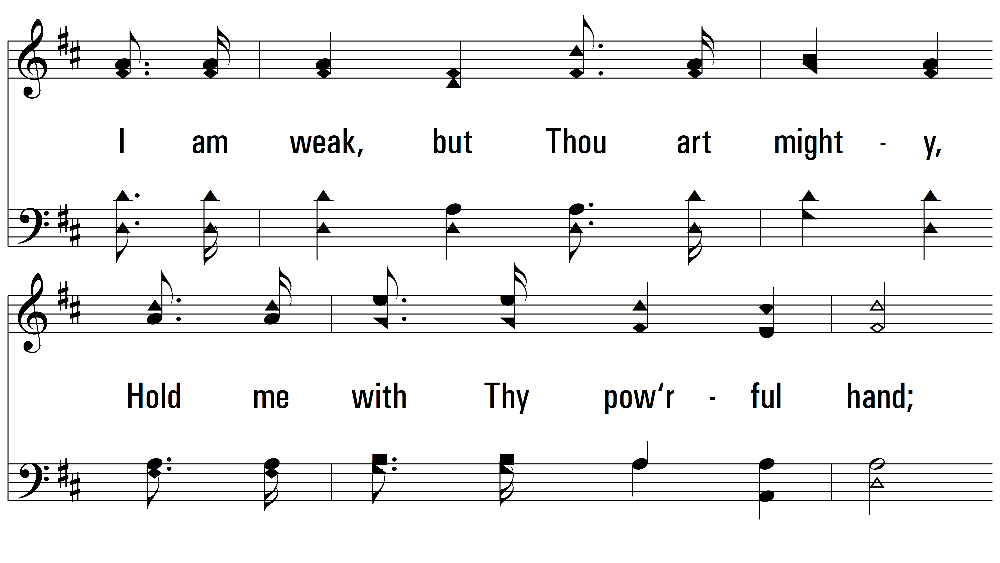 I am weak, but Thou art might - y,
Hold me with Thy pow‘r - ful hand;